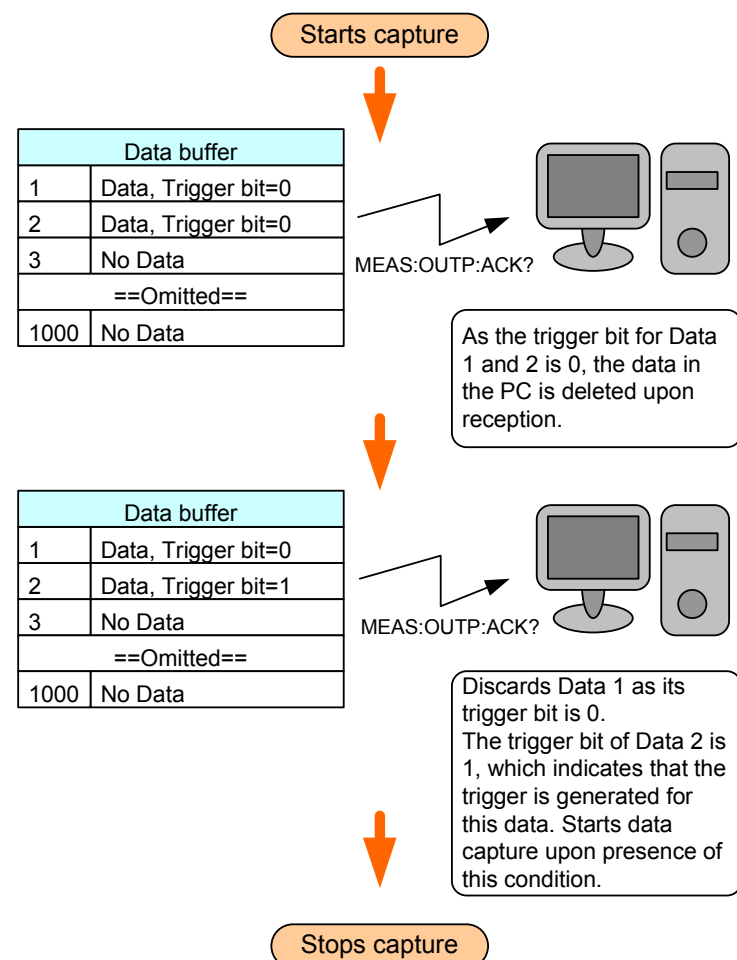 Starts capture
Data buffer
1 Data, Trigger bit=0
2 Data, Trigger bit=0
3 No Data
==Omitted==
1000 No Data
MEAS:OUTP:ACK?
As the trigger bit for Data
1 and 2 is 0, the data in
the PC is deleted upon
reception.
Data buffer
1 Data, Trigger bit=0
2 Data, Trigger bit=1
3 No Data
==Omitted==
1000 No Data
MEAS:OUTP:ACK?
Discards Data 1 as its
trigger bit is 0.
The trigger bit of Data 2 is
1, which indicates that the
trigger is generated for
this data. Starts data
capture upon presence of
this condition.
Stops capture